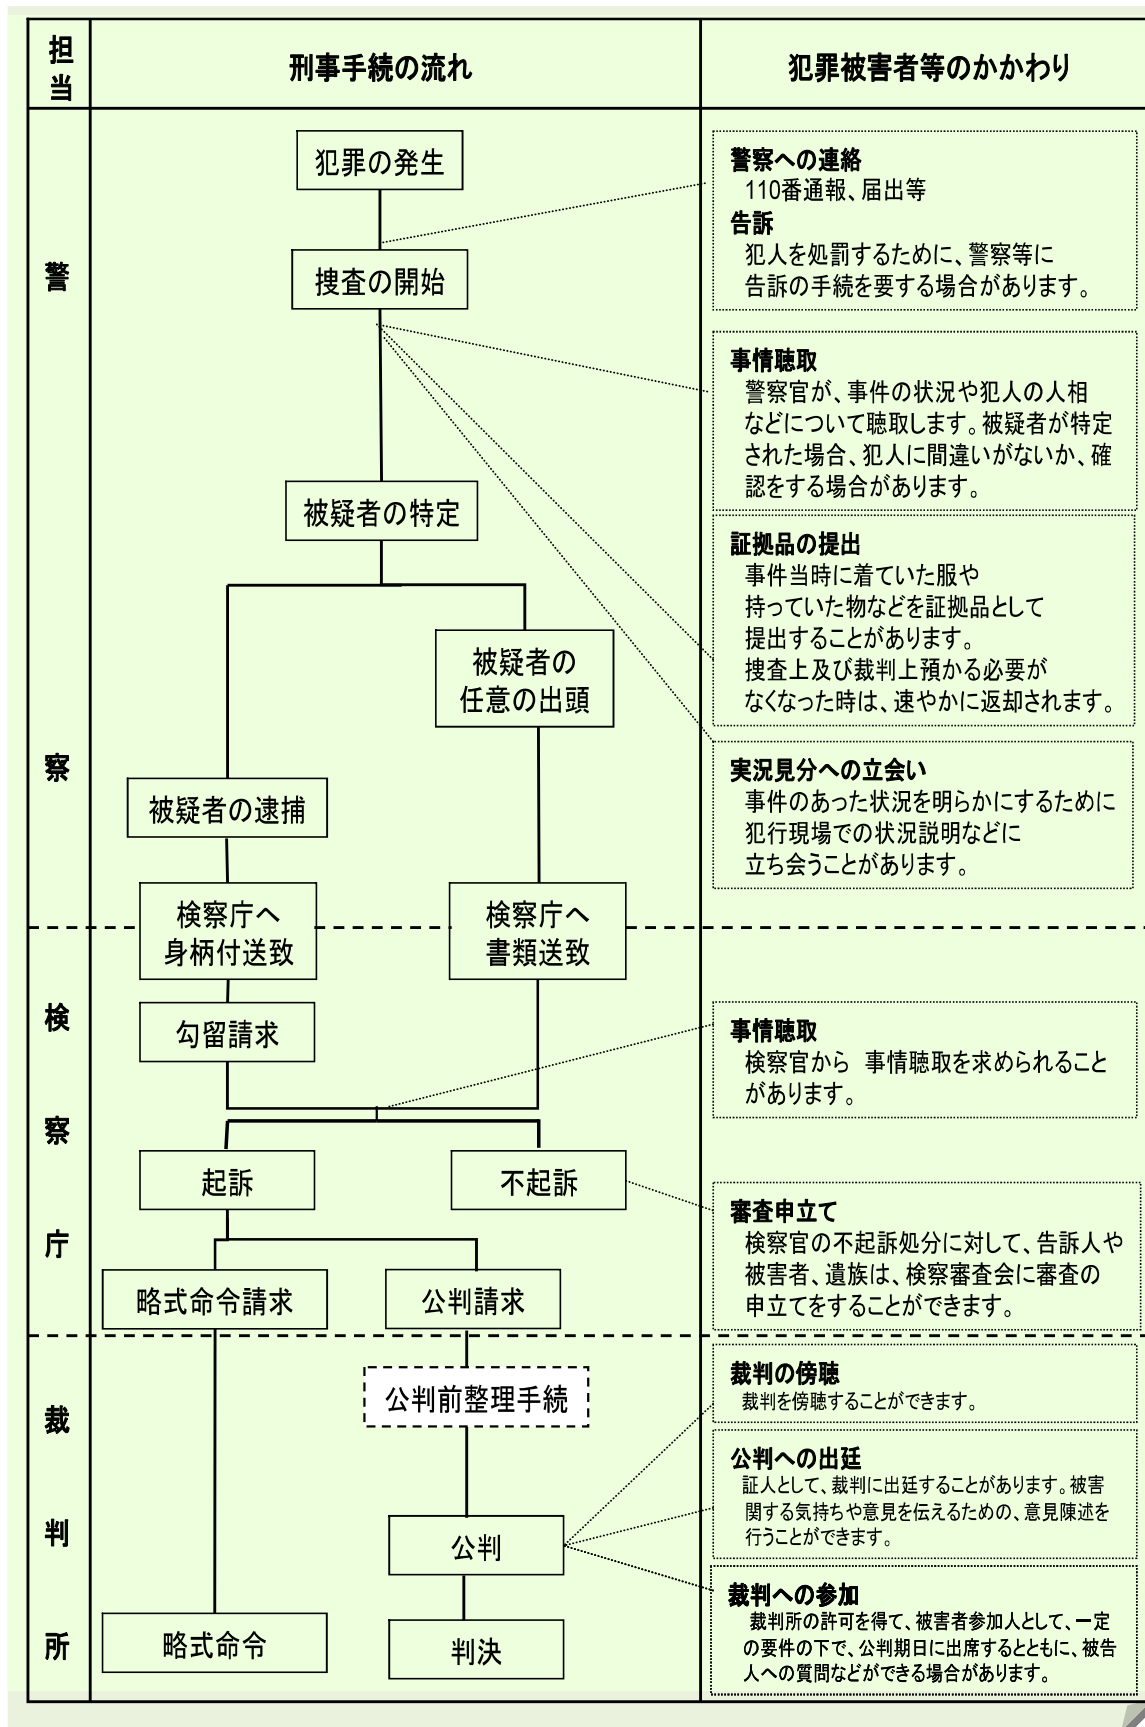 担当
刑事手続の流れ
犯罪被害者等のかかわり
警察
犯罪の発生
捜査の開始
被疑者の特定
被疑者の
任意の出頭
被疑者の逮捕
検察庁へ
身柄付送致
検察庁へ
書類送致
警察への連絡
110番通報、届出等
告訴
犯人を処罰するために、警察等に
告訴の手続を要する場合があります。
事情聴取
警察官が、事件の状況や犯人の人相
などについて聴取します。被疑者が特定
された場合、犯人に間違いがないか、確
認をする場合があります。
証拠品の提出
事件当時に着ていた服や
持っていた物などを証拠品として
提出することがあります。
捜査上及び裁判上預かる必要が
なくなった時は、速やかに返却されます。
実況見分への立会い
事件のあった状況を明らかにするために
犯行現場での状況説明などに
立ち会うことがあります。
検察庁
勾留請求
起訴
不起訴
略式命令請求
公判請求
事情聴取
検察官から 事情聴取を求められること
があります。
審査申立て
検察官の不起訴処分に対して、告訴人や
被害者、遺族は、検察審査会に審査の
申立てをすることができます。
裁判所
公判前整理手続
公判
略式命令
判決
裁判の傍聴
裁判を傍聴することができます。
公判への出廷
証人として、裁判に出廷することがあります。被害
関する気持ちや意見を伝えるための、意見陳述を
行うことができます。
裁判への参加
裁判所の許可を得て、被害者参加人として、一定
の要件の下で、公判期日に出席するとともに、被告
人への質問などができる場合があります。